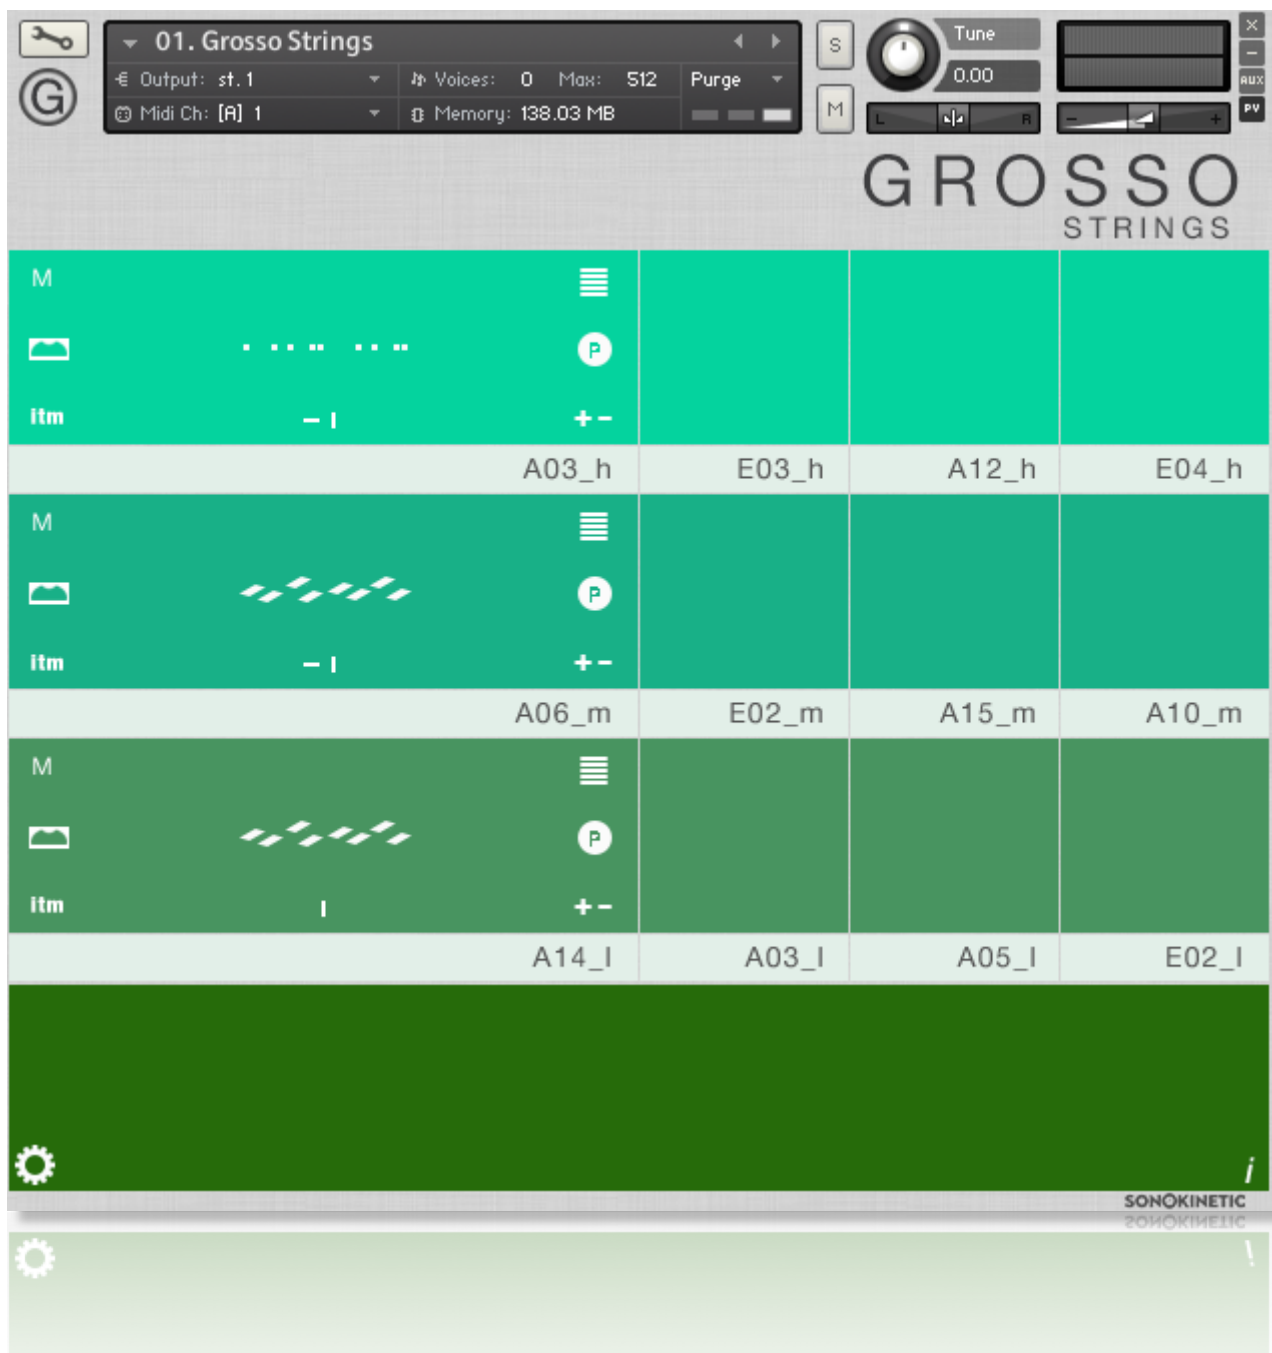 01. Grosso Strings
S
Tune
×
−
Output: st. 1
Voices: 0 Max: 512
Purge
0.00
AUX
G
Midi Ch: [A] 1
Memory: 138.03 MB
M
L
R
−
+
PV
GROSSO
STRINGS
M
P
itm
+ −
A03_h
E03_h
A12_h
E04_h
M
P
itm
+ −
A06_m
E02_m
A15_m
A10_m
M
P
itm
+ −
A14_l
A03_l
A05_l
E02_l
i
SONOKINETIC